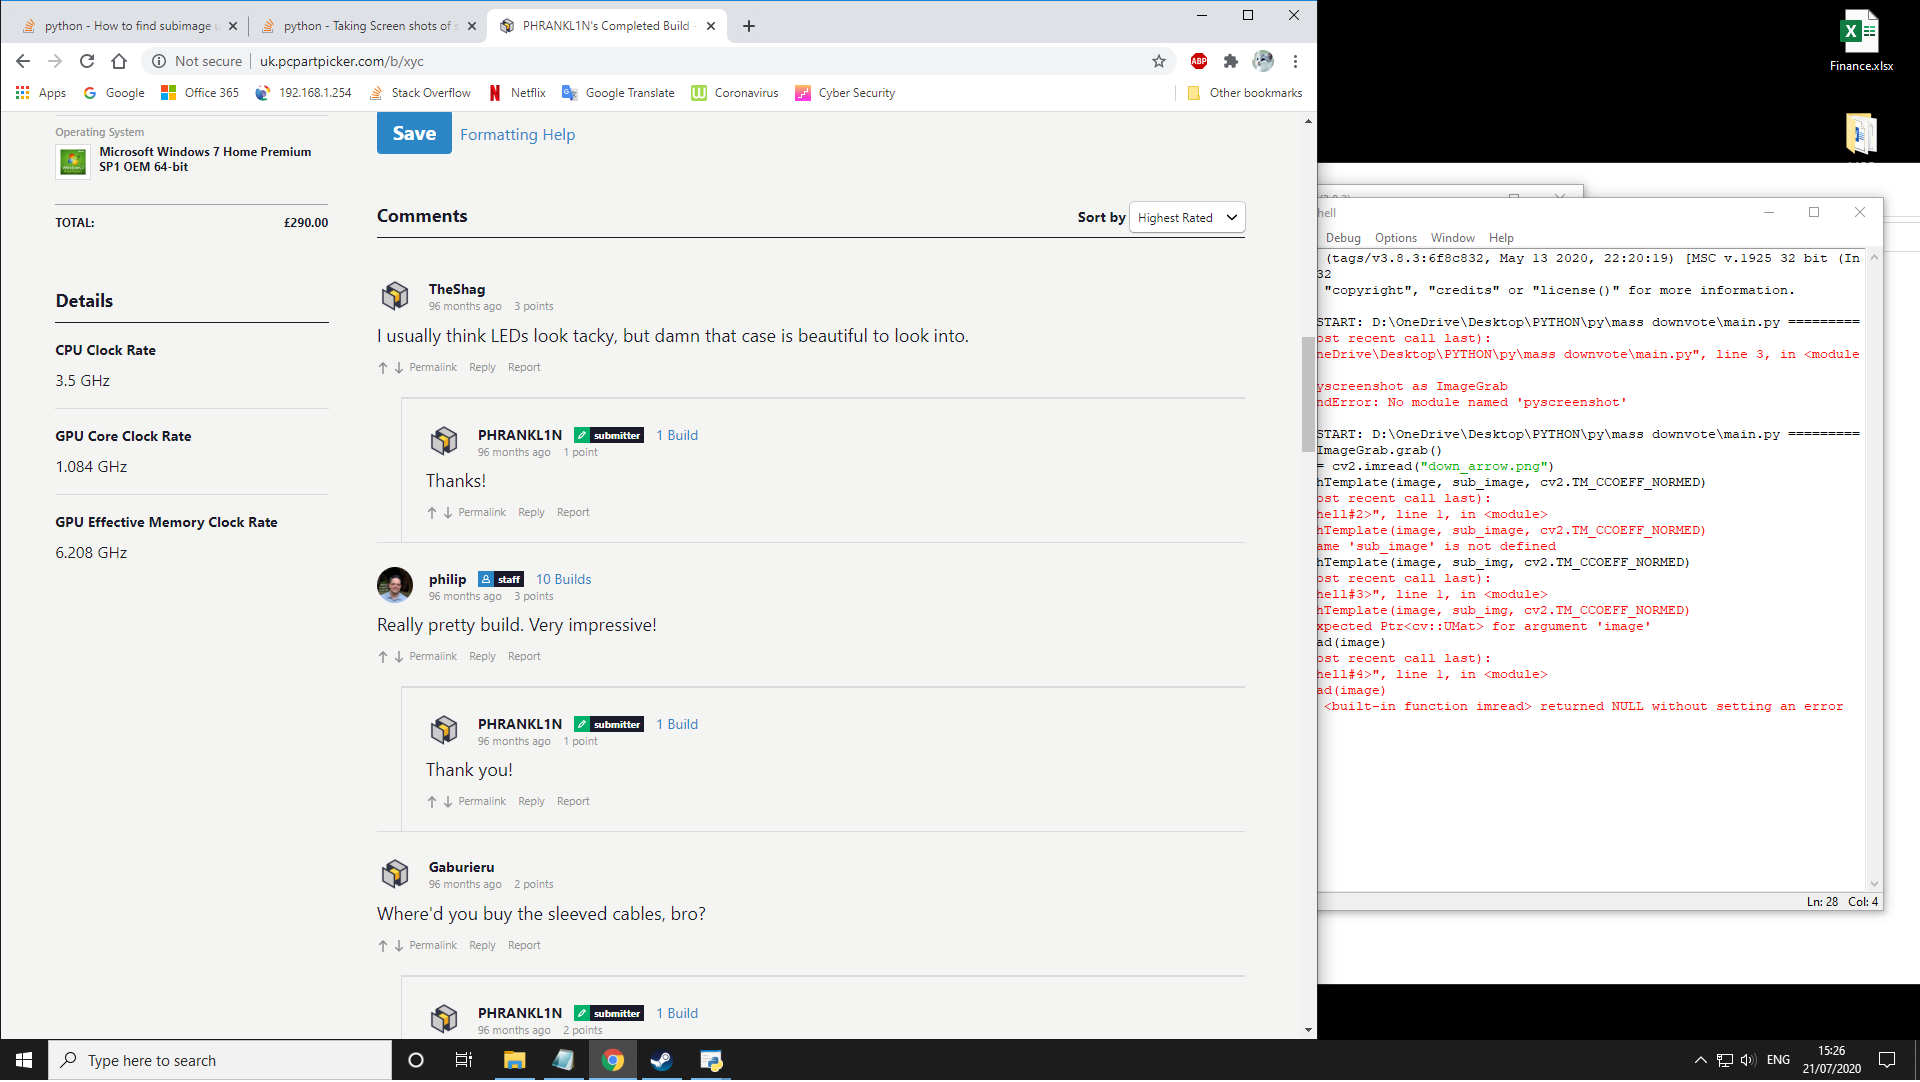 python - How to find subimage u
python - Taking Screen shots of s
PHRANKL1N's Completed Build -
Not secure
uk.pcpartpicker.com/b/xyc
ABP
Apps
Google
Office 365
192.168.1.254
Stack Overflow
Netflix
Google Translate
Coronavirus
Cyber Security
Other bookmarks
Operating System
Microsoft Windows 7 Home Premium
SP1 OEM 64-bit
TOTAL:
£290.00
Details
CPU Clock Rate
3.5 GHz
GPU Core Clock Rate
1.084 GHz
GPU Effective Memory Clock Rate
6.208 GHz
Save
Formatting Help
Comments
Sort by
Highest Rated
TheShag
96 months ago 3 points
I usually think LEDs look tacky, but damn that case is beautiful to look into.
Permalink Reply Report
PHRANKL1N submitter 1 Build
96 months ago 1 point
Thanks!
Permalink Reply Report
philip staff 10 Builds
96 months ago 3 points
Really pretty build. Very impressive!
Permalink Reply Report
PHRANKL1N submitter 1 Build
96 months ago 1 point
Thank you!
Permalink Reply Report
Gaburieru
96 months ago 2 points
Where'd you buy the sleeved cables, bro?
Permalink Reply Report
PHRANKL1N submitter 1 Build
96 months ago 2 points
Finance.xlsx
hell
Debug Options Window Help
(tags/v3.8.3:6f8c832, May 13 2020, 22:20:19) [MSC v.1925 32 bit (In
32
"copyright", "credits" or "license()" for more information.
START: D:\OneDrive\Desktop\PYTHON\py\mass downvote\main.py =========
ost recent call last):
neDrive\Desktop\PYTHON\py\mass downvote\main.py", line 3, in <module
yscreenshot as ImageGrab
ndError: No module named 'pyscreenshot'
START: D:\OneDrive\Desktop\PYTHON\py\mass downvote\main.py =========
ImageGrab.grab()
= cv2.imread("down_arrow.png")
hTemplate(image, sub_image, cv2.TM_CCOEFF_NORMED)
ost recent call last):
hell#2>", line 1, in <module>
hTemplate(image, sub_image, cv2.TM_CCOEFF_NORMED)
ame 'sub_image' is not defined
hTemplate(image, sub_img, cv2.TM_CCOEFF_NORMED)
ost recent call last):
hell#3>", line 1, in <module>
hTemplate(image, sub_img, cv2.TM_CCOEFF_NORMED)
xpected Ptr<cv::UMat> for argument 'image'
ad(image)
ost recent call last):
hell#4>", line 1, in <module>
ad(image)
<built-in function imread> returned NULL without setting an error
Ln: 28 Col: 4
Type here to search
ENG
15:26
21/07/2020